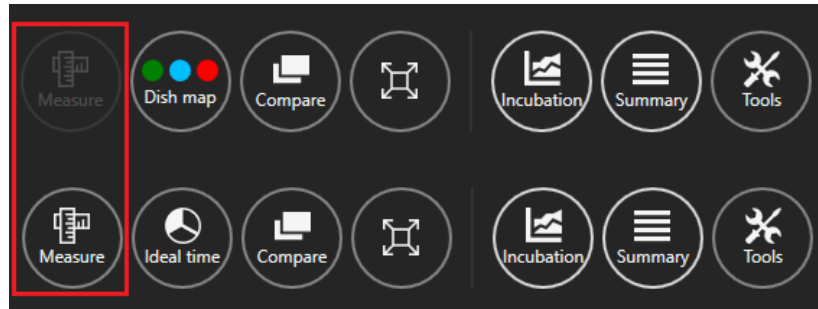 Measure Dish map Compare Incubation Summary Tools
Measure Ideal time Compare Incubation Summary Tools